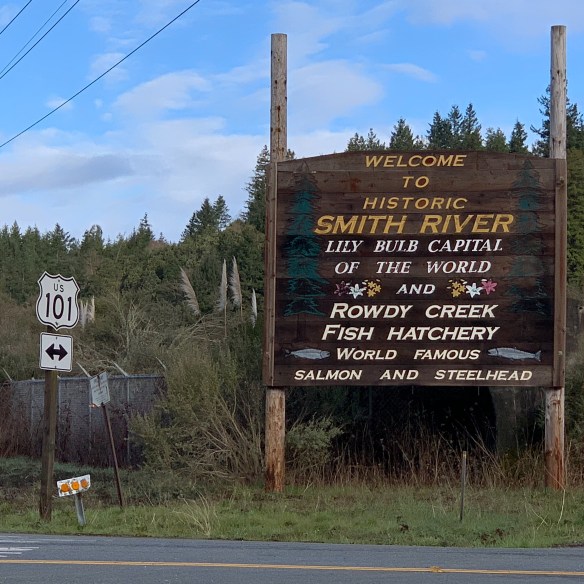 WELCOME
TO
HISTORIC
SMITH RIVER
LILY BULB CAPITAL
OF THE WORLD
AND
ROWDY CREEK
FISH HATCHERY
WORLD FAMOUS
SALMON AND STEELHEAD
US
101